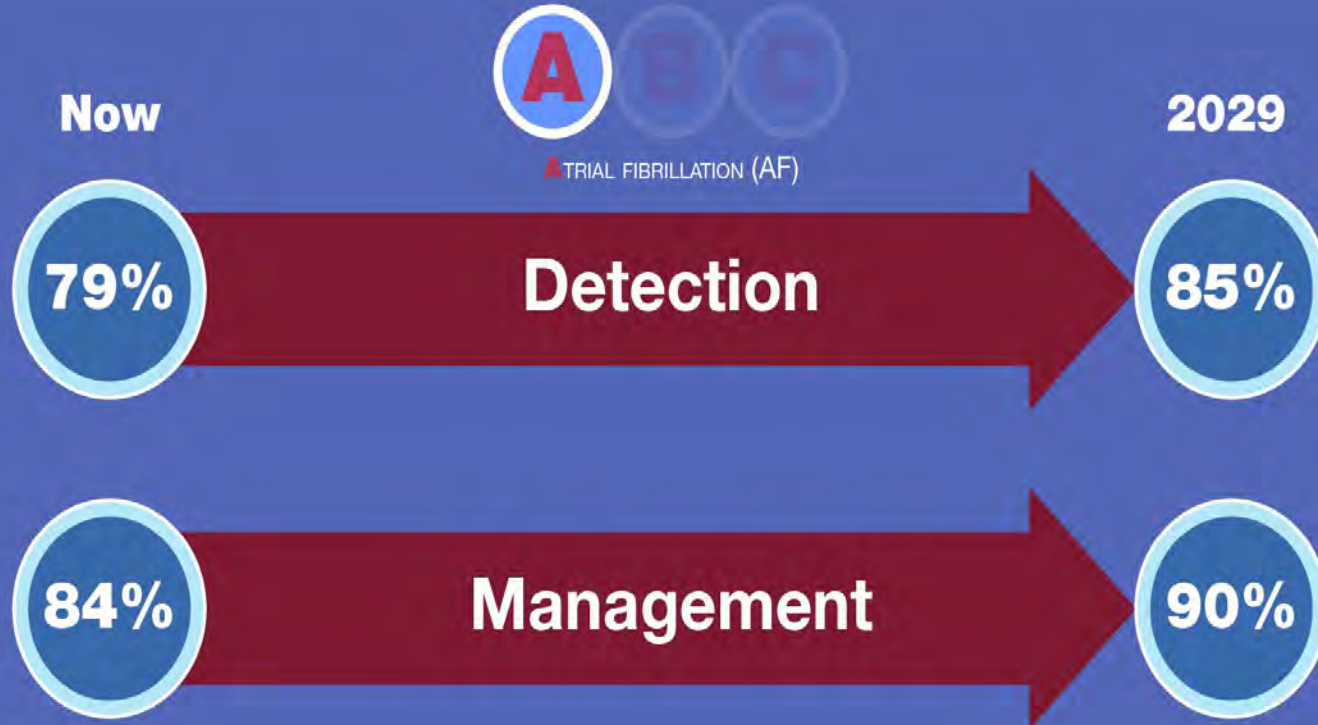 A B C
Now
2029
ATRIAL FIBRILLATION (AF)
79%
Detection
85%
84%
Management
90%